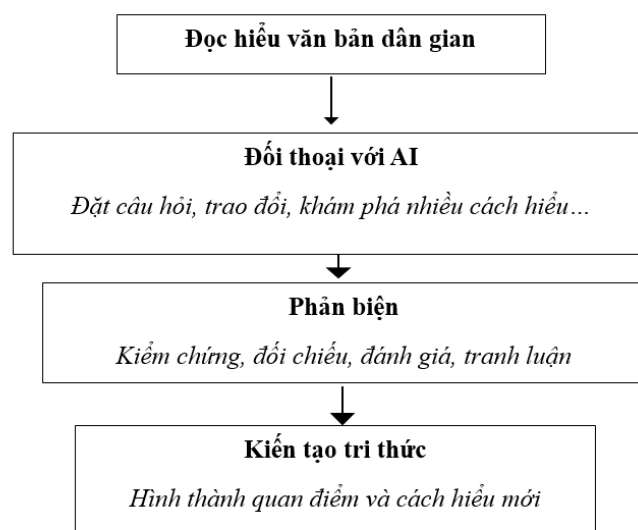 Đọc hiểu văn bản dân gian
Đối thoại với AI
Đặt câu hỏi, trao đổi, khám phá nhiều cách hiểu…
Phản biện
Kiểm chứng, đối chiếu, đánh giá, tranh luận
Kiến tạo tri thức
Hình thành quan điểm và cách hiểu mới